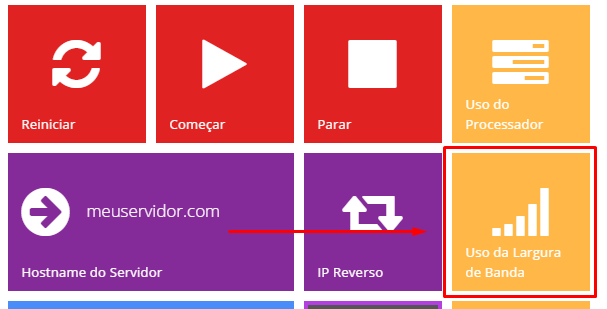 Reiniciar
Começar
Parar
Uso do
Processador
meuservidor.com
Hostname do Servidor
IP Reverso
Uso da Largura
de Banda